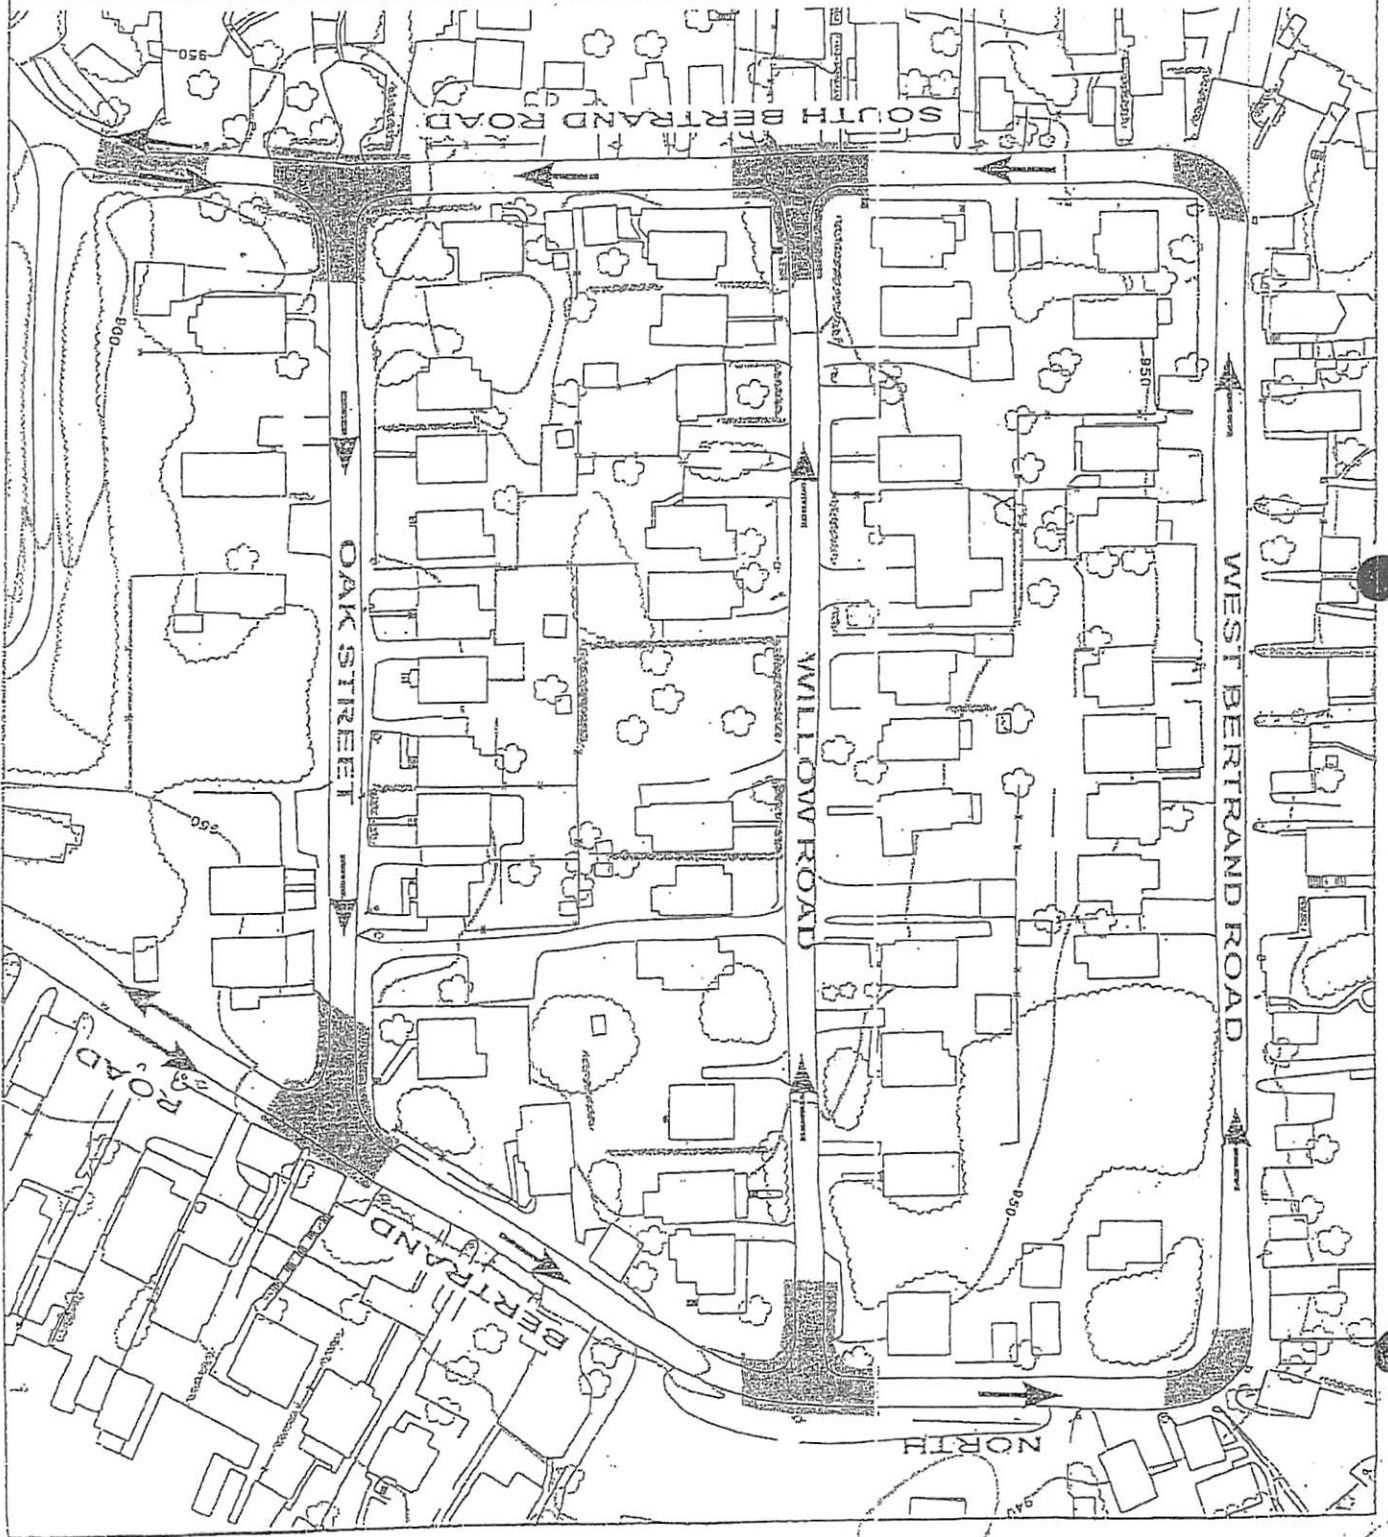 950
SOUTH BERTRAND ROAD
900
950
OAK STREET
WILLOW ROAD
WEST BERTRAND ROAD
950
950
ROAD
BERTRAND
NORTH